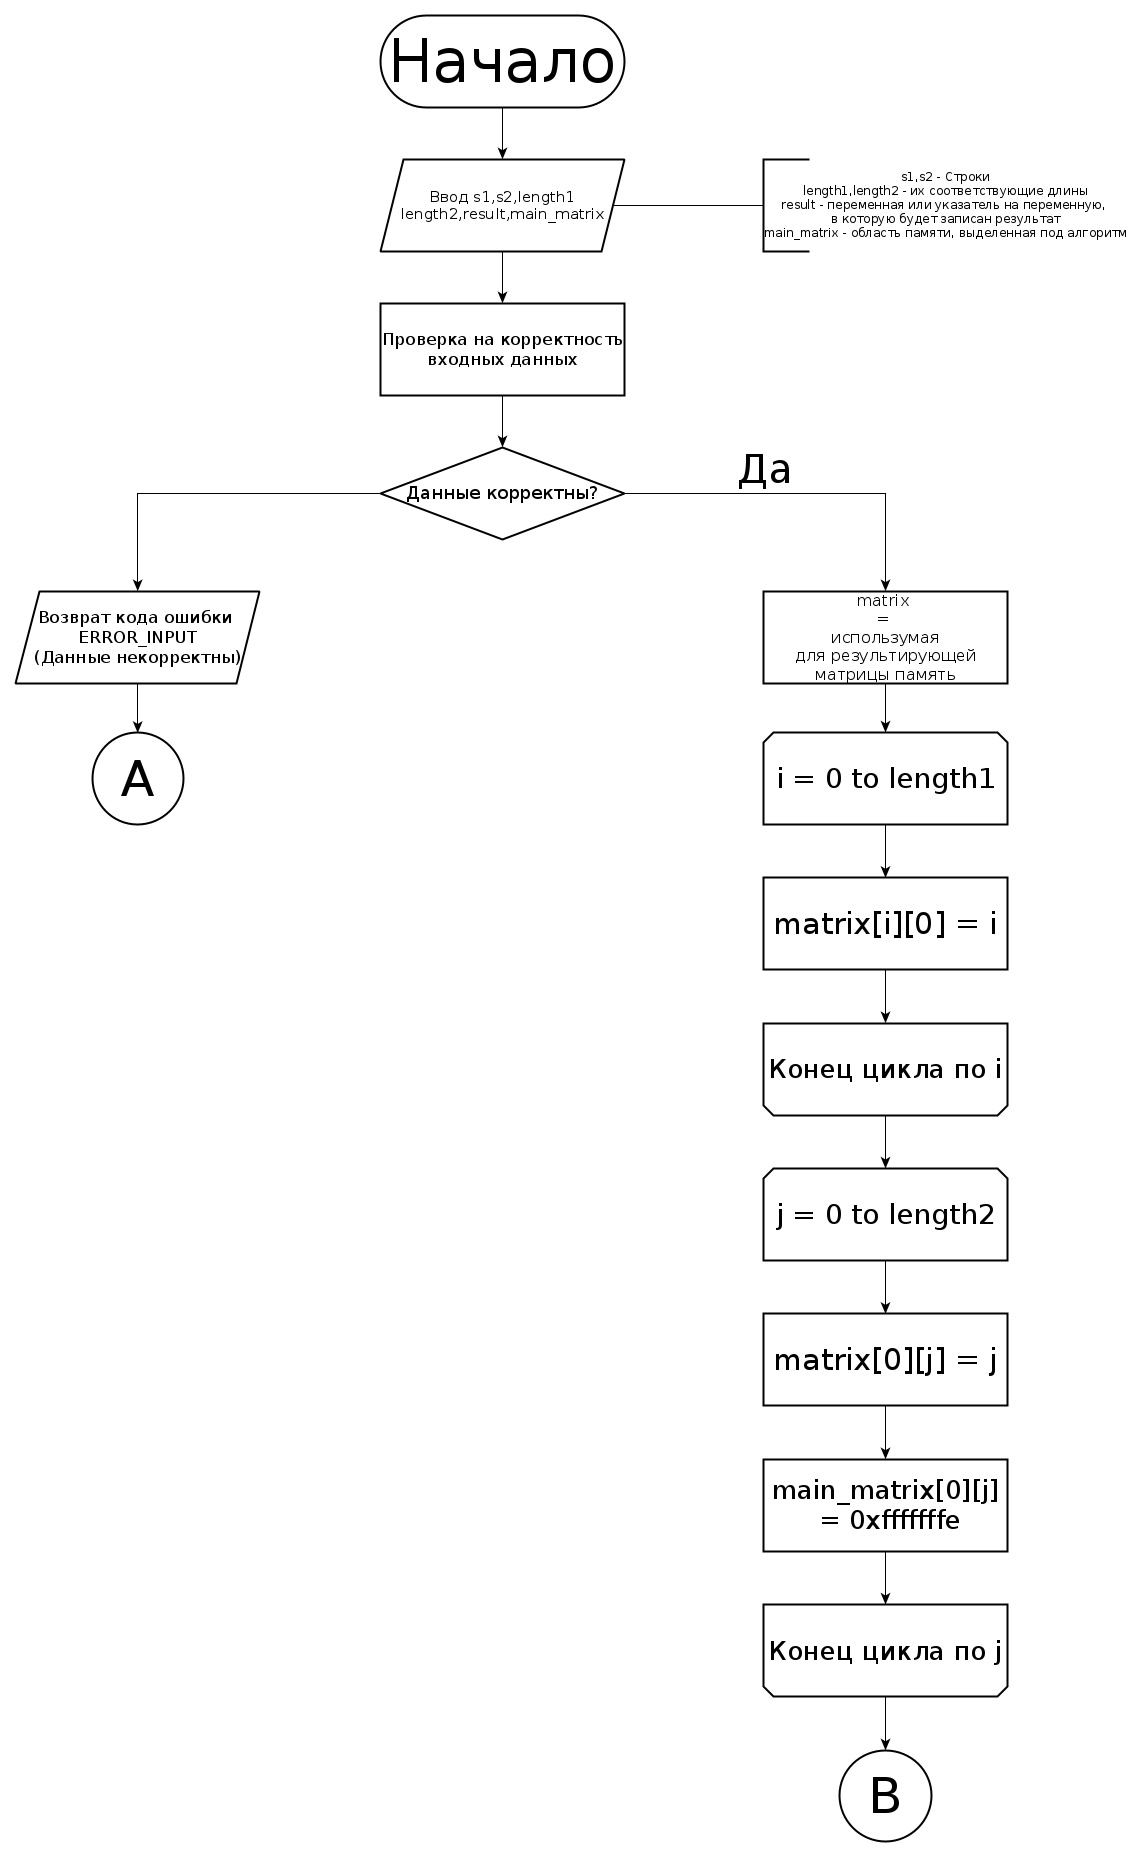 Начало
Ввод s1,s2,length1
length2,result,main_matrix
s1,s2 - Строки
length1,length2 - их соответствующие длины
result - переменная или указатель на переменную,
в которую будет записан результат
main_matrix - область памяти, выделенная под алгоритм
Проверка на корректность
входных данных
Данные корректны?
Да
Возврат кода ошибки
ERROR_INPUT
(Данные некорректны)
matrix
=
использумая
для результирующей
матрицы память
A
i = 0 to length1
matrix[i][0] = i
Конец цикла по i
j = 0 to length2
matrix[0][j] = j
main_matrix[0][j]
= 0xfffffffe
Конец цикла по j
B